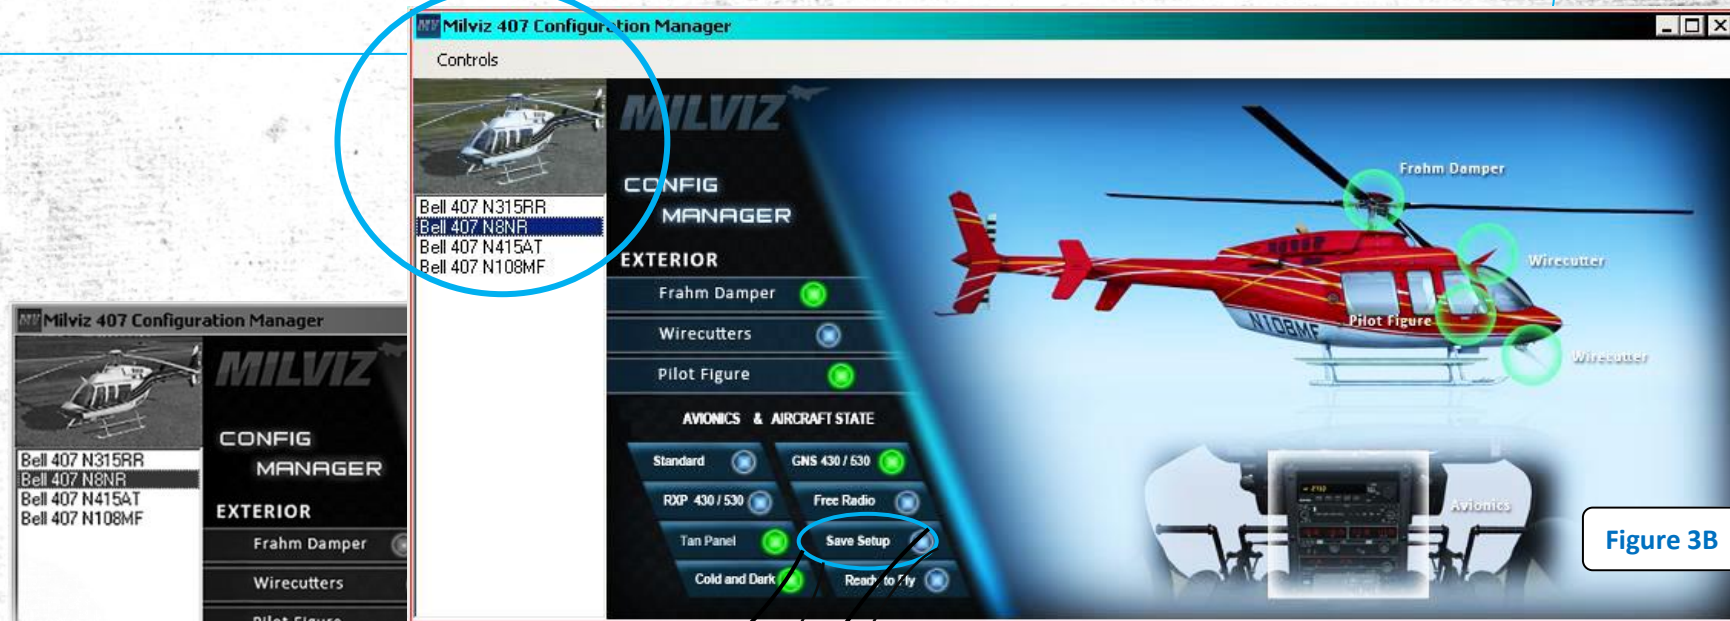 Milviz 407 Configuration Manager
Controls
MILVIZ
CONFIG
MANAGER
Bell 407 N315RR
Bell 407 N8NR
Bell 407 N415AT
Bell 407 N108MF
EXTERIOR
Frahm Damper
Wirecutters
Pilot Figure
AVIONICS & AIRCRAFT STATE
Standard
GNS 430 / 530
RXP 430 / 530
Free Radio
Tan Panel
Save Setup
Cold and Dark
Ready to Fly
Frahm Damper
Wirecutter
Pilot Figure
Wirecutter
N108MF
Avionics
Figure 3B
Milviz 407 Configuration Manager
MILVIZ
CONFIG
MANAGER
Bell 407 N315RR
Bell 407 N8NR
Bell 407 N415AT
Bell 407 N108MF
EXTERIOR
Frahm Damper
Wirecutters
Pilot Figure